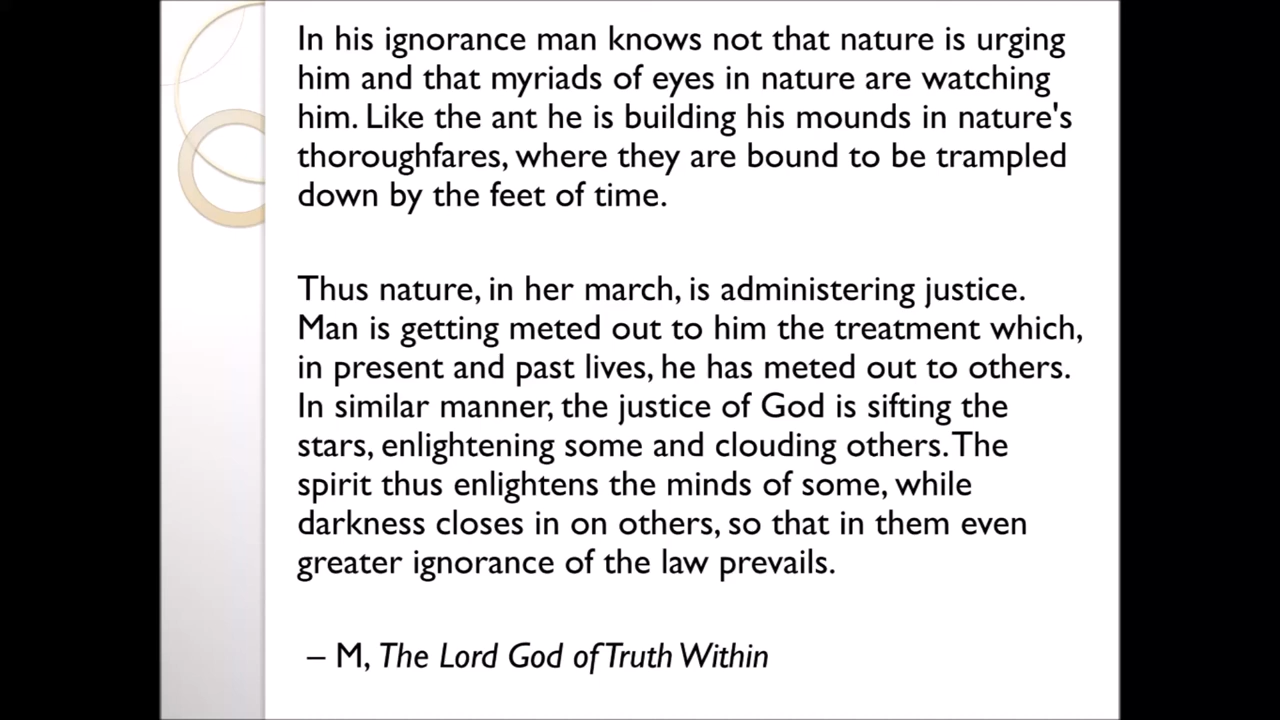 In his ignorance man knows not that nature is urging
him and that myriads of eyes in nature are watching
him. Like the ant he is building his mounds in nature's
thoroughfares, where they are bound to be trampled
down by the feet of time.
Thus nature, in her march, is administering justice.
Man is getting meted out to him the treatment which,
in present and past lives, he has meted out to others.
In similar manner, the justice of God is sifting the
stars, enlightening some and clouding others. The
spirit thus enlightens the minds of some, while
darkness closes in on others, so that in them even
greater ignorance of the law prevails.
– M, The Lord God of Truth Within